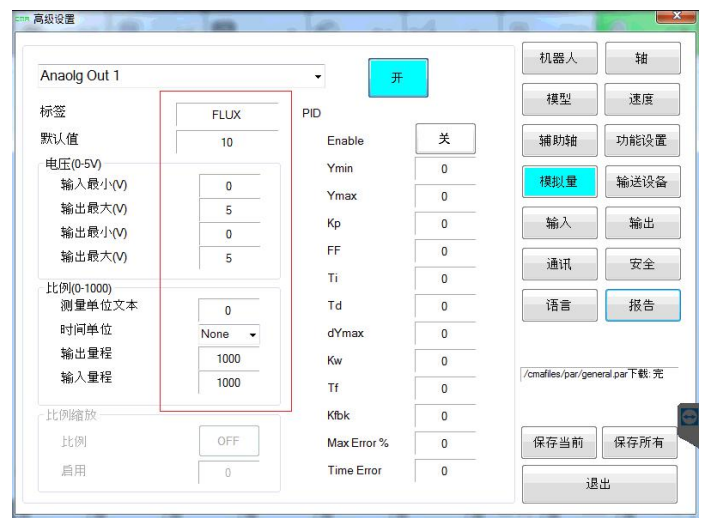 cma 高级设置
Anaolg Out 1
开
标签
FLUX
默认值
10
电压(0-5V)
输入最小(V)
0
输出最大(V)
5
输出最小(V)
0
输出最大(V)
5
比例(0-1000)
测量单位文本
0
时间单位
None
输出量程
1000
输入量程
1000
比例缩放
比例
OFF
启用
0
PID
Enable
关
Ymin
0
Ymax
0
Kp
0
FF
0
Ti
0
Td
0
dYmax
0
Kw
0
Tf
0
Kfbk
0
Max Error %
0
Time Error
0
机器人
轴
模型
速度
辅助轴
功能设置
模拟量
输送设备
输入
输出
通讯
安全
语言
报告
/cmafiles/par/general.par下载: 完
保存当前
保存所有
退出